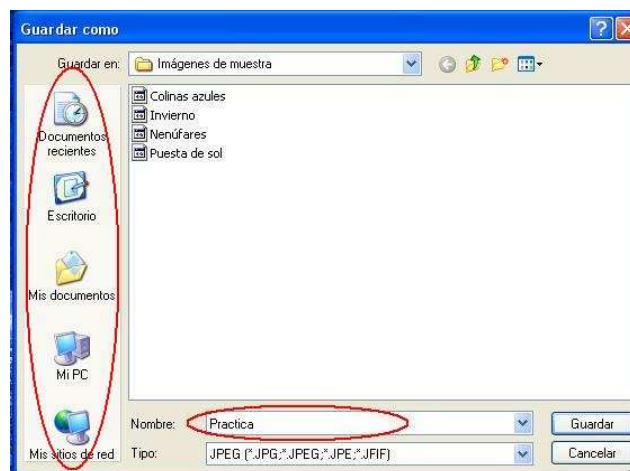 Guardar como
Guardar en: Imágenes de muestra
Documentos
recientes
Escritorio
Mis documentos
Mi PC
Mis sitios de red
Colinas azules
Invierno
Nenúfares
Puesta de sol
Nombre: Practica Guardar
Tipo: JPEG (*.JPG;*.JPEG;*.JPE;*.JFIF) Cancelar